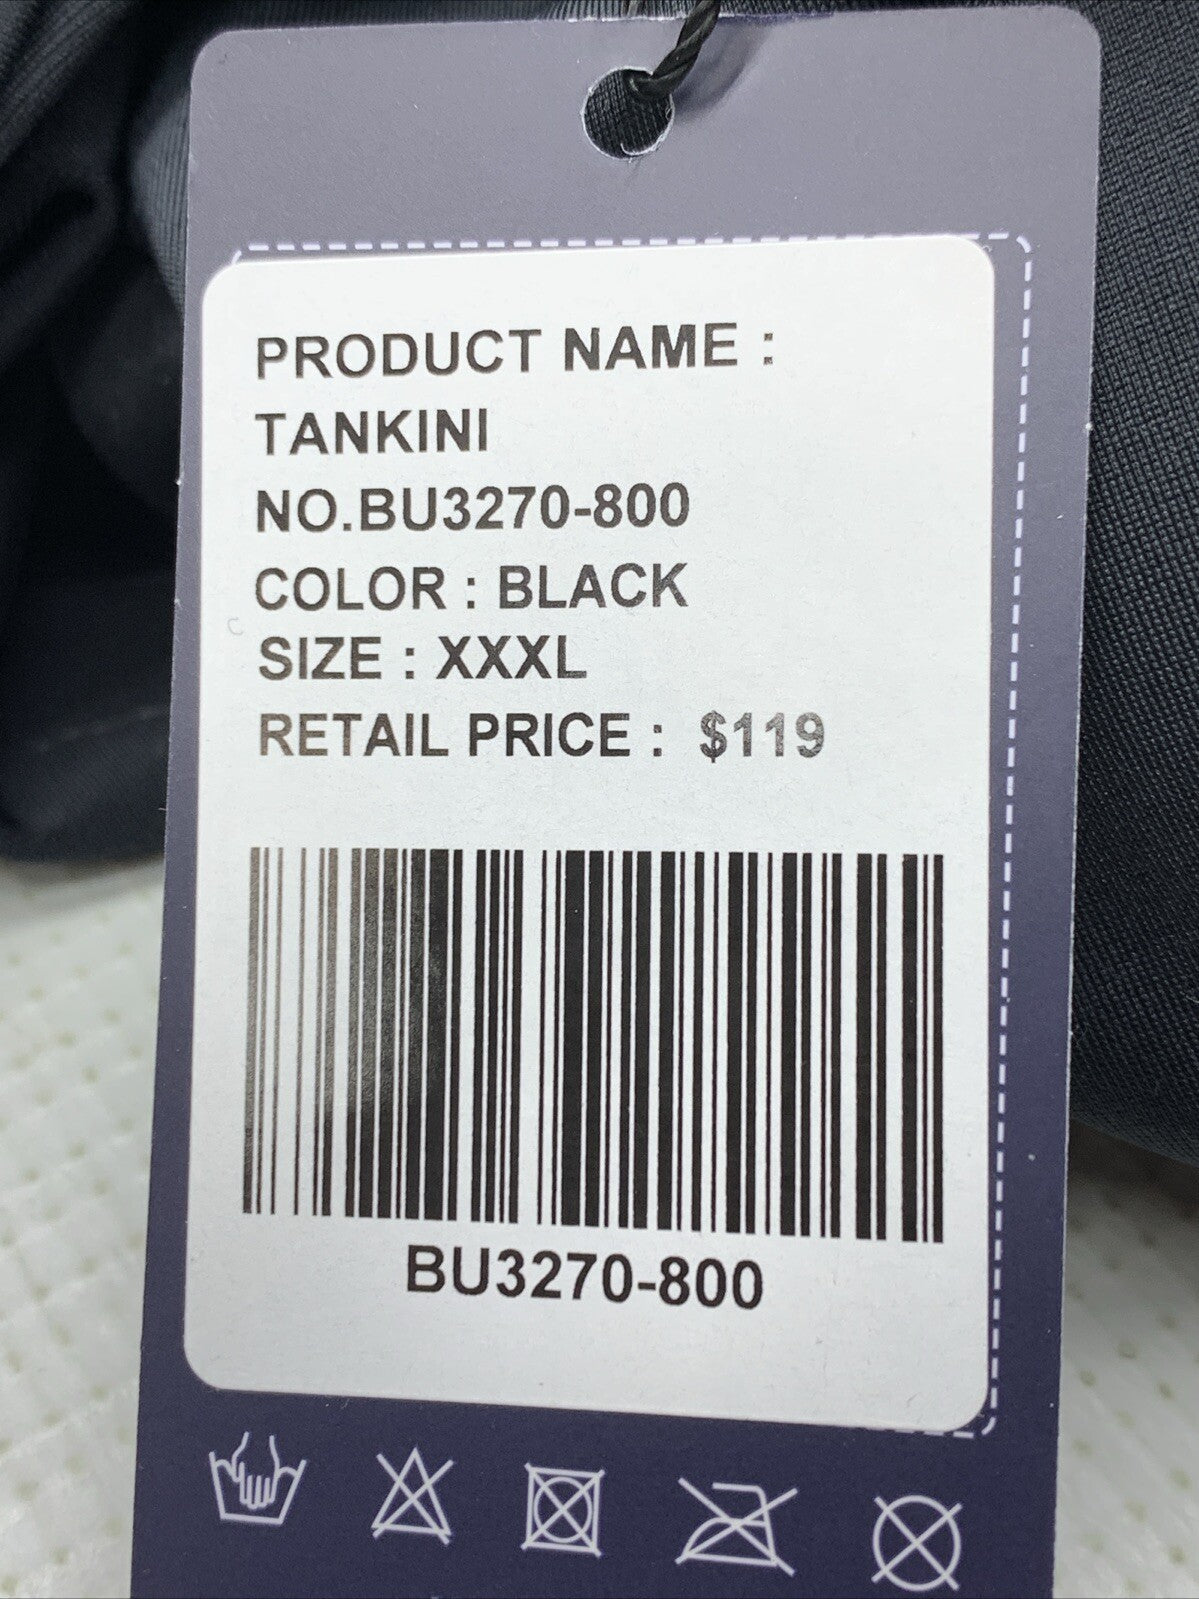 PRODUCT NAME :
TANKINI
NO.BU3270-800
COLOR : BLACK
SIZE : XXXL
RETAIL PRICE : $119
BU3270-800